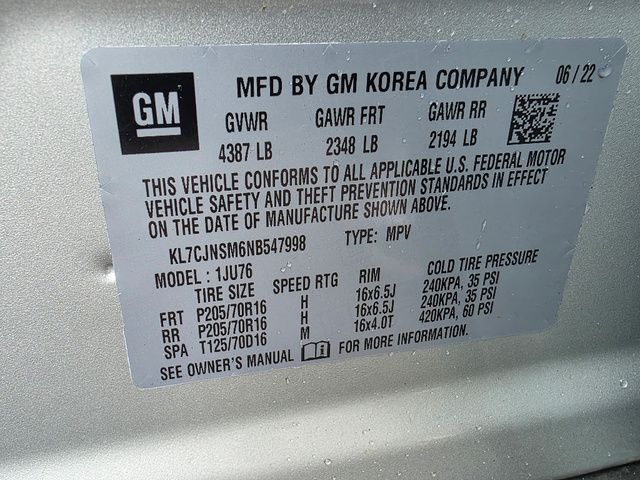 GM
MFD BY GM KOREA COMPANY 06/22
GVWR GAWR FRT GAWR RR
4387 LB 2348 LB 2194 LB
THIS VEHICLE CONFORMS TO ALL APPLICABLE U.S. FEDERAL MOTOR
VEHICLE SAFETY AND THEFT PREVENTION STANDARDS IN EFFECT
ON THE DATE OF MANUFACTURE SHOWN ABOVE.
KL7CJNSM6NB547998 TYPE: MPV
MODEL : 1JU76
TIRE SIZE SPEED RTG RIM COLD TIRE PRESSURE
FRT P205/70R16 H 16x6.5J 240KPA, 35 PSI
RR P205/70R16 H 16x6.5J 240KPA, 35 PSI
SPA T125/70D16 M 16x4.0T 420KPA, 60 PSI
SEE OWNER'S MANUAL FOR MORE INFORMATION.